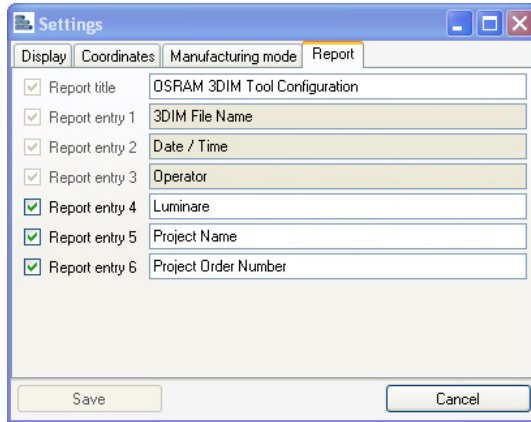 Settings
Display Coordinates Manufacturing mode Report
Report title OSRAM 3DIM Tool Configuration
Report entry 1 3DIM File Name
Report entry 2 Date / Time
Report entry 3 Operator
Report entry 4 Luminare
Report entry 5 Project Name
Report entry 6 Project Order Number
Save Cancel